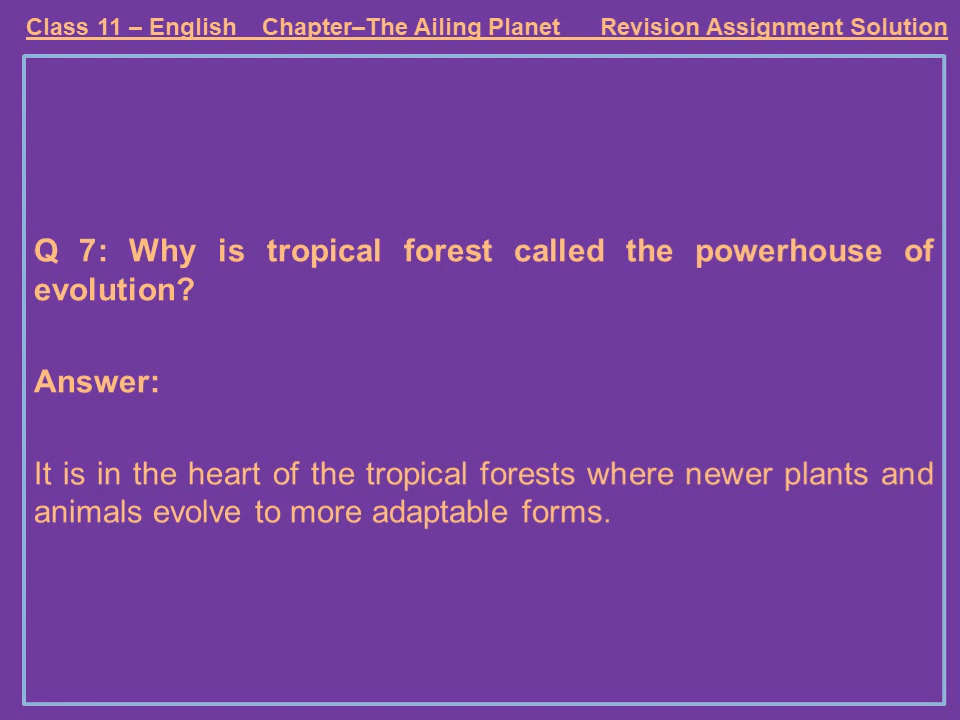 Class 11 – English    Chapter–The Ailing Planet      Revision Assignment Solution
Q 7: Why is tropical forest called the powerhouse of
evolution?
Answer:
It is in the heart of the tropical forests where newer plants and
animals evolve to more adaptable forms.